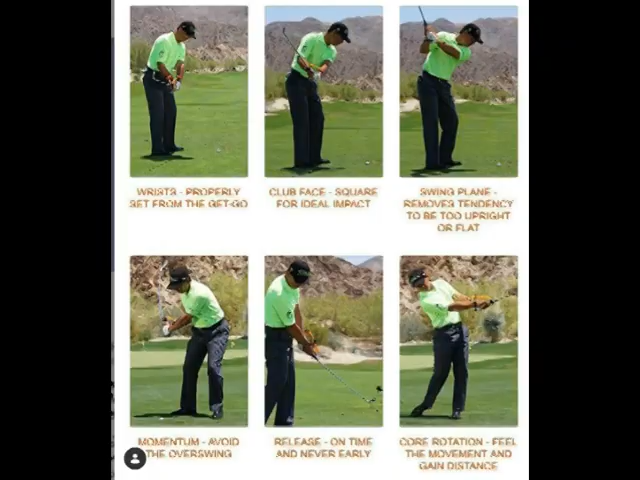 WRISTS - PROPERLY
SET FROM THE GET-GO
CLUB FACE - SQUARE
FOR IDEAL IMPACT
SWING PLANE -
REMOVES TENDENCY
TO BE TOO UPRIGHT
OR FLAT
MOMENTUM - AVOID
THE OVERSWING
RELEASE - ON TIME
AND NEVER EARLY
CORE ROTATION - FEEL
THE MOVEMENT AND
GAIN DISTANCE